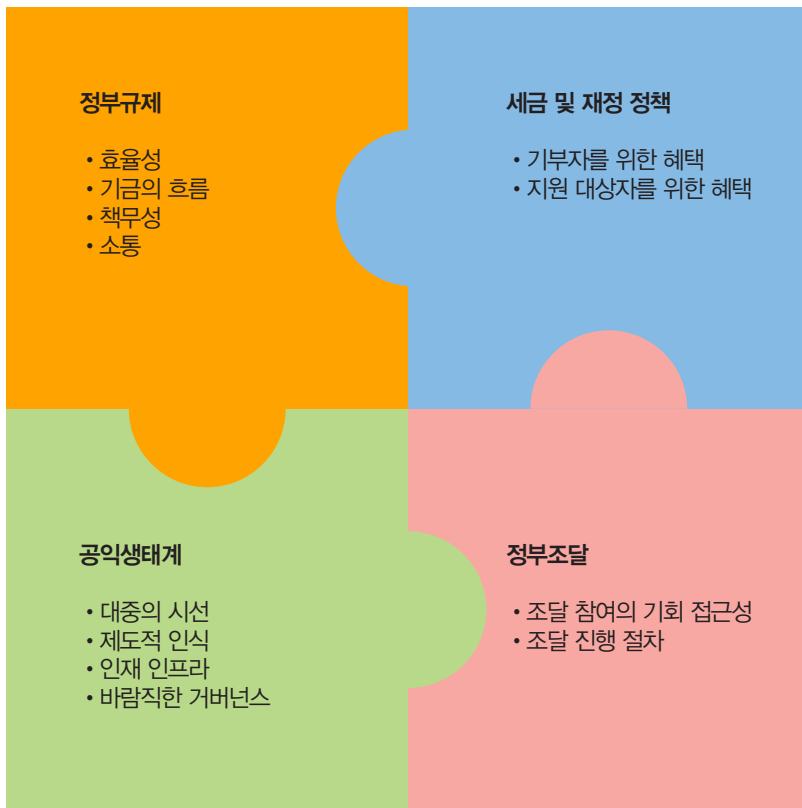 정부규제
• 효율성
• 기금의 흐름
• 책무성
• 소통
세금 및 재정 정책
• 기부자를 위한 혜택
• 지원 대상자를 위한 혜택
공익생태계
• 대중의 시선
• 제도적 인식
• 인재 인프라
• 바람직한 거버넌스
정부조달
• 조달 참여의 기회 접근성
• 조달 진행 절차